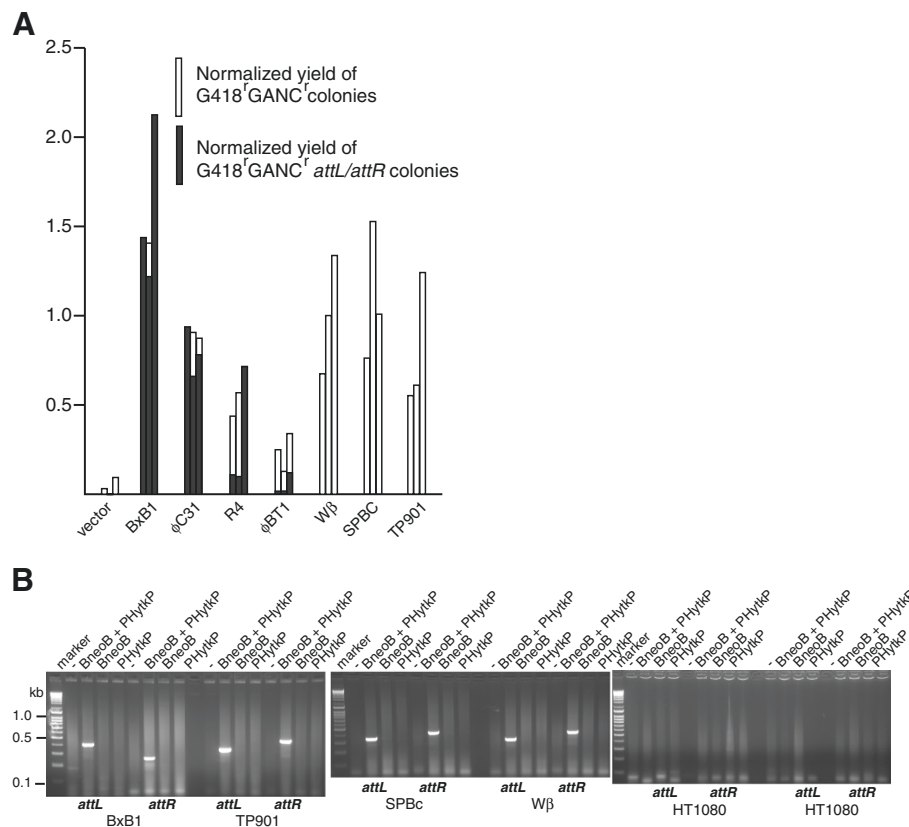 A
2.5
2.0
1.5
1.0
0.5
Normalized yield of
G418ʳGANCʳcolonies
Normalized yield of
G418ʳGANCʳ attL/attR colonies
vector
BxB1
φC31
R4
φBT1
Wβ
SPBC
TP901
B
marker
-
BneoB + PHytkP
BneoB
PHytkP
-
BneoB + PHytkP
BneoB
PHytkP
-
BneoB + PHytkP
BneoB
PHytkP
-
BneoB + PHytkP
BneoB
PHytkP
marker
-
BneoB + PHytkP
BneoB
PHytkP
-
BneoB + PHytkP
BneoB
PHytkP
-
BneoB + PHytkP
BneoB
PHytkP
-
BneoB + PHytkP
BneoB
PHytkP
marker
-
BneoB + PHytkP
BneoB
PHytkP
-
BneoB + PHytkP
BneoB
PHytkP
-
BneoB + PHytkP
BneoB
PHytkP
-
BneoB + PHytkP
BneoB
PHytkP
kb
1.0
0.5
0.1
attL attR attL attR attL attR attL attR attL attR attL attR
BxB1 TP901 SPBc Wβ HT1080 HT1080